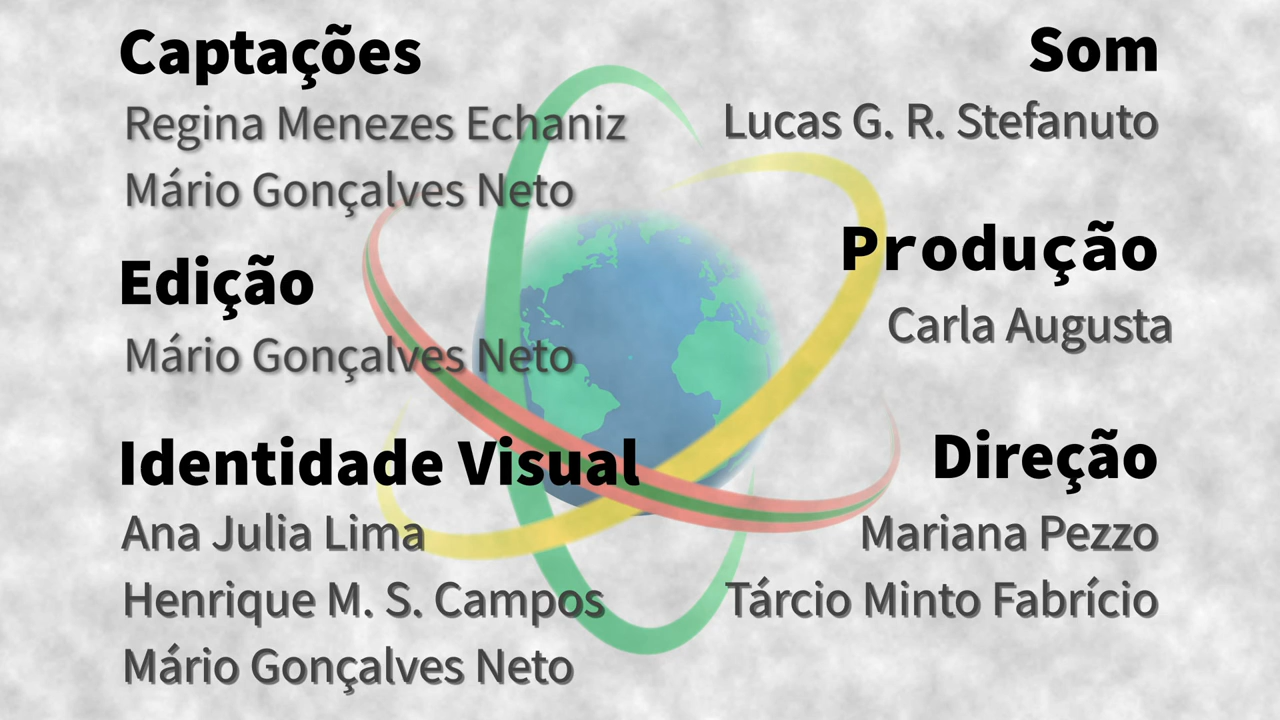 Captações
Regina Menezes Echaniz
Mário Gonçalves Neto
Edição
Mário Gonçalves Neto
Identidade Visual
Ana Julia Lima
Henrique M. S. Campos
Mário Gonçalves Neto
Som
Lucas G. R. Stefanuto
Produção
Carla Augusta
Direção
Mariana Pezzo
Tárcio Minto Fabrício